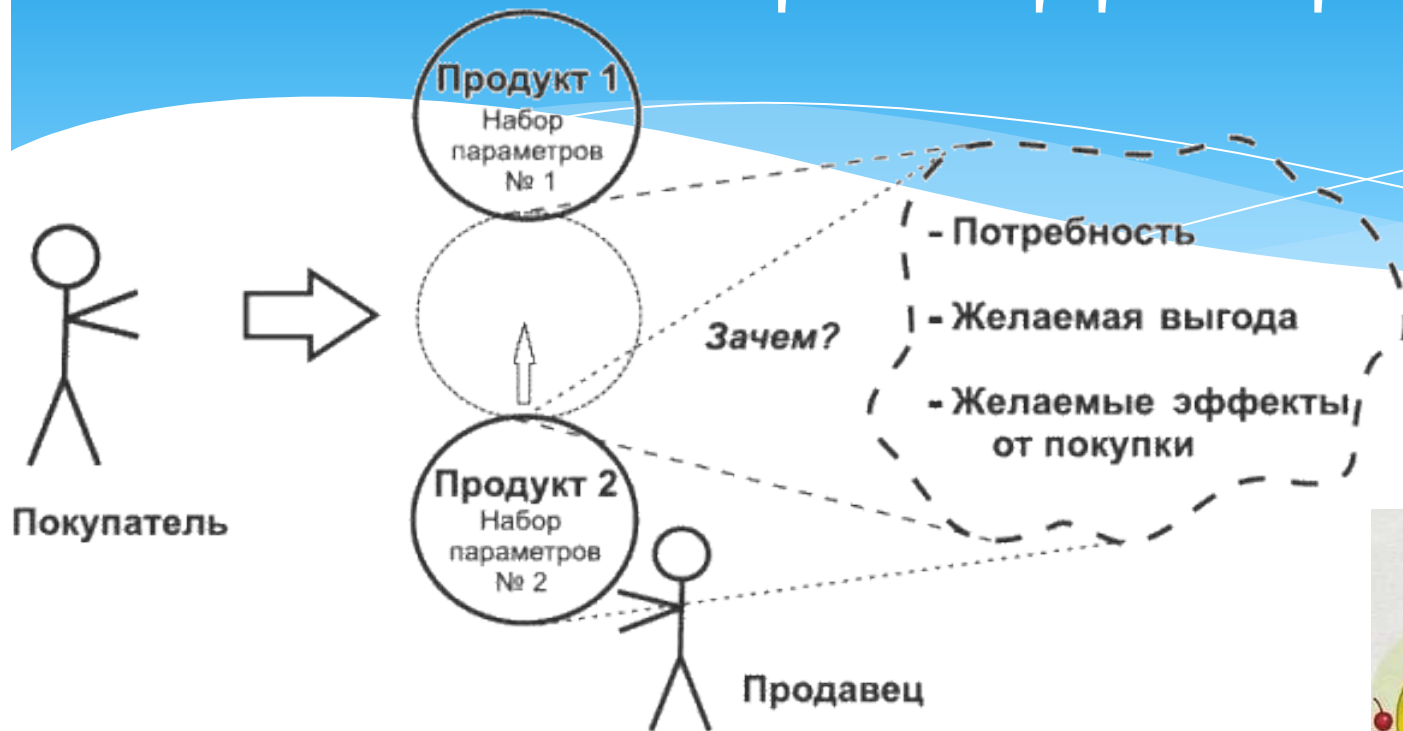 Продукт 1
Набор
параметров
№ 1
- Потребность
Зачем?
- Желаемая выгода
- Желаемые эффекты
от покупки
Продукт 2
Набор
параметров
№ 2
Покупатель
Продавец